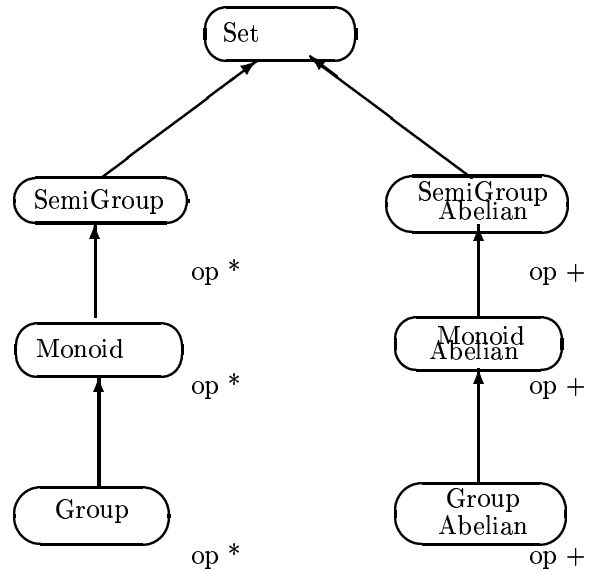 Set
SemiGroup
SemiGroup
Abelian
op *
op +
Monoid
Monoid
Abelian
op *
op +
Group
Group
Abelian
op *
op +